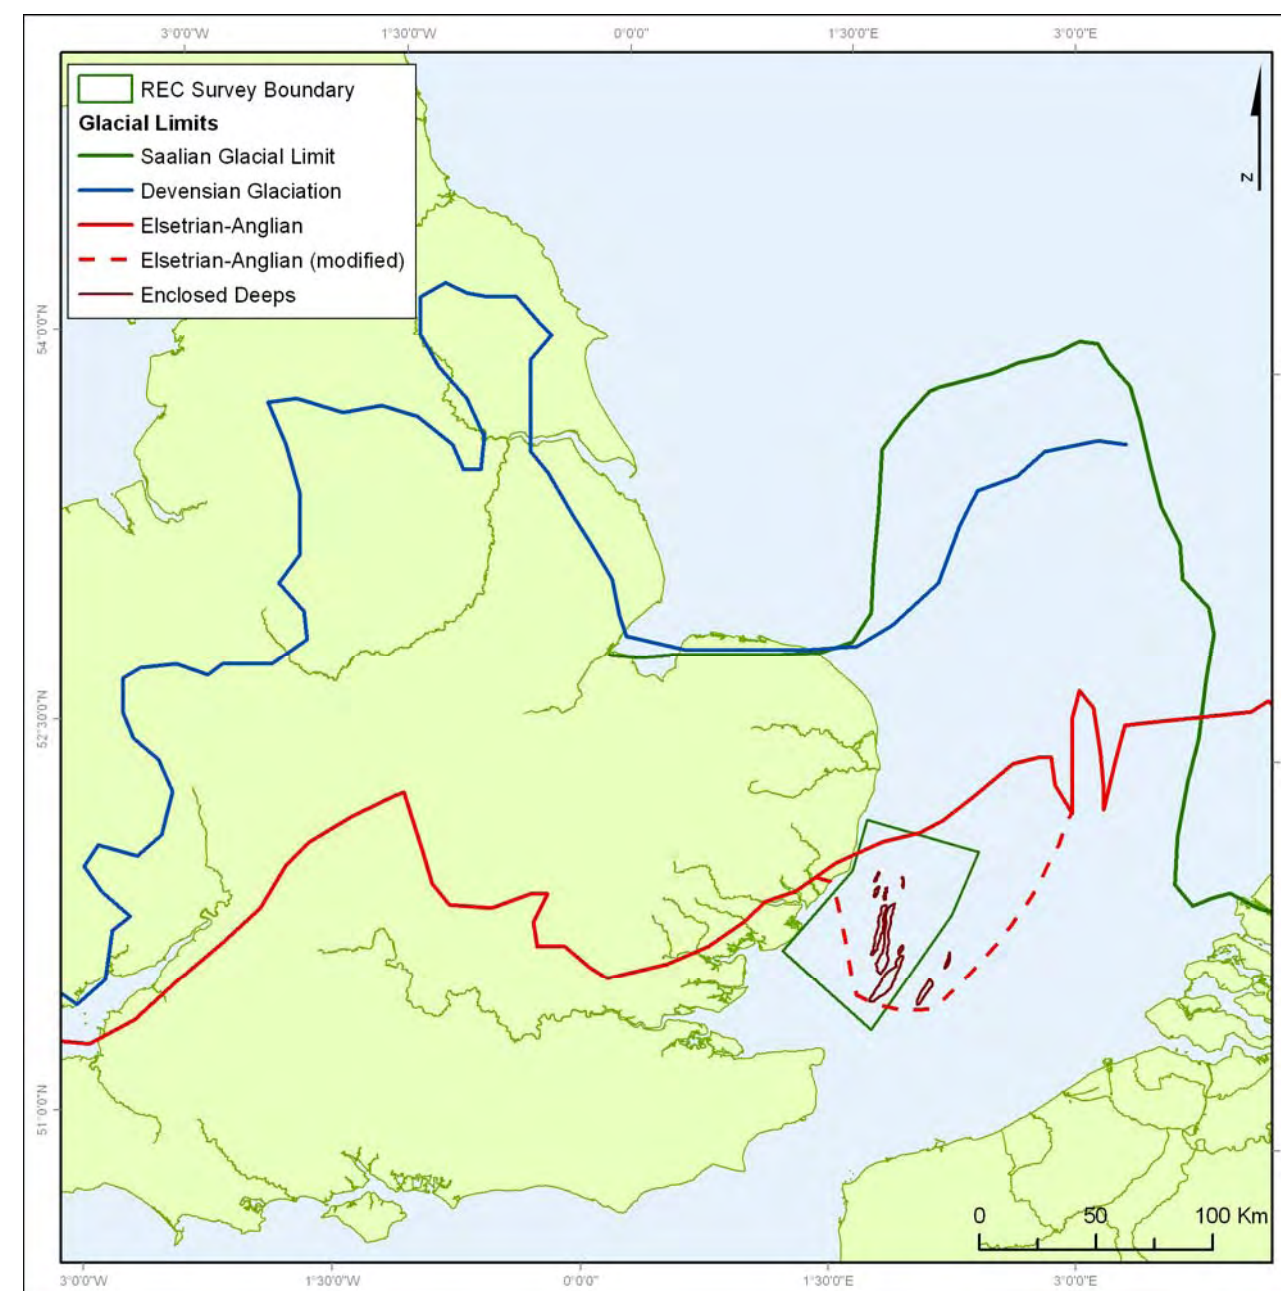 3°0'0"W 1°30'0"W 0°0'0" 1°30'0"E 3°0'0"E
REC Survey Boundary
Glacial Limits
Saalian Glacial Limit
Devensian Glaciation
Elsetrian-Anglian
Elsetrian-Anglian (modified)
Enclosed Deeps
N
54°0'0"N
52°30'0"N
51°0'0"N
0 50 100 Km
3°0'0"W 1°30'0"W 0°0'0" 1°30'0"E 3°0'0"E